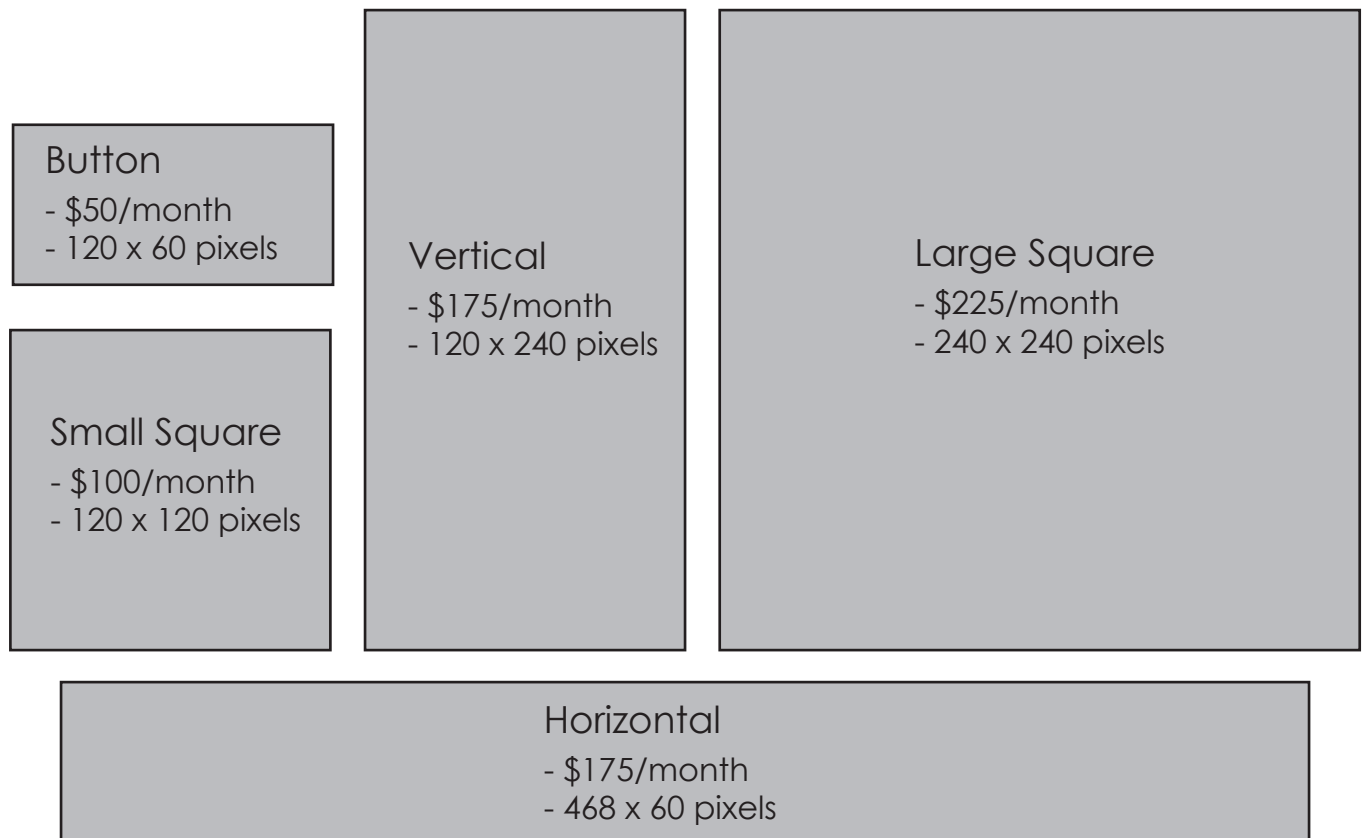 Button
- $50/month
- 120 x 60 pixels
Small Square
- $100/month
- 120 x 120 pixels
Vertical
- $175/month
- 120 x 240 pixels
Large Square
- $225/month
- 240 x 240 pixels
Horizontal
- $175/month
- 468 x 60 pixels